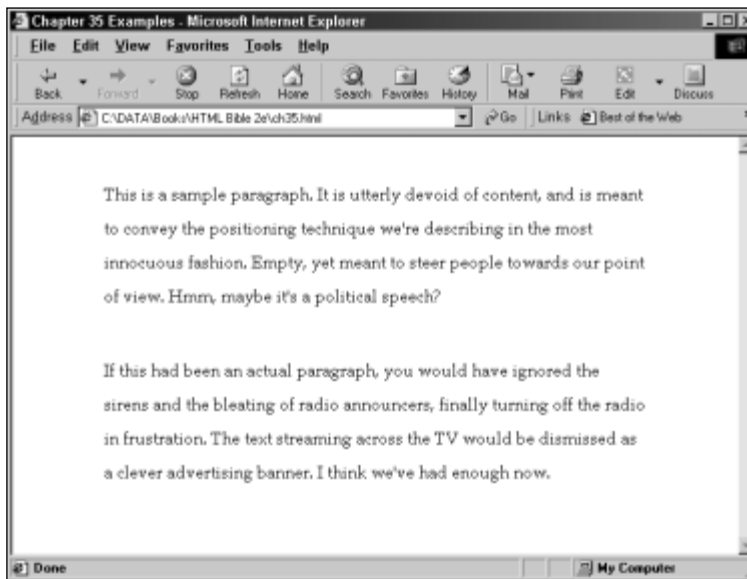 Chapter 35 Examples - Microsoft Internet Explorer
File Edit View Favorites Tools Help
Back Forward Stop Refresh Home Search Favorites History Mail Print Edit Discuss
Address C:\DATA\Books\HTML Bible 2e\ch35.html Go Links Best of the Web
This is a sample paragraph. It is utterly devoid of content, and is meant
to convey the positioning technique we're describing in the most
innocuous fashion. Empty, yet meant to steer people towards our point
of view. Hmm, maybe it's a political speech?
If this had been an actual paragraph, you would have ignored the
sirens and the bleating of radio announcers, finally turning off the radio
in frustration. The text streaming across the TV would be dismissed as
a clever advertising banner. I think we've had enough now.
Done My Computer